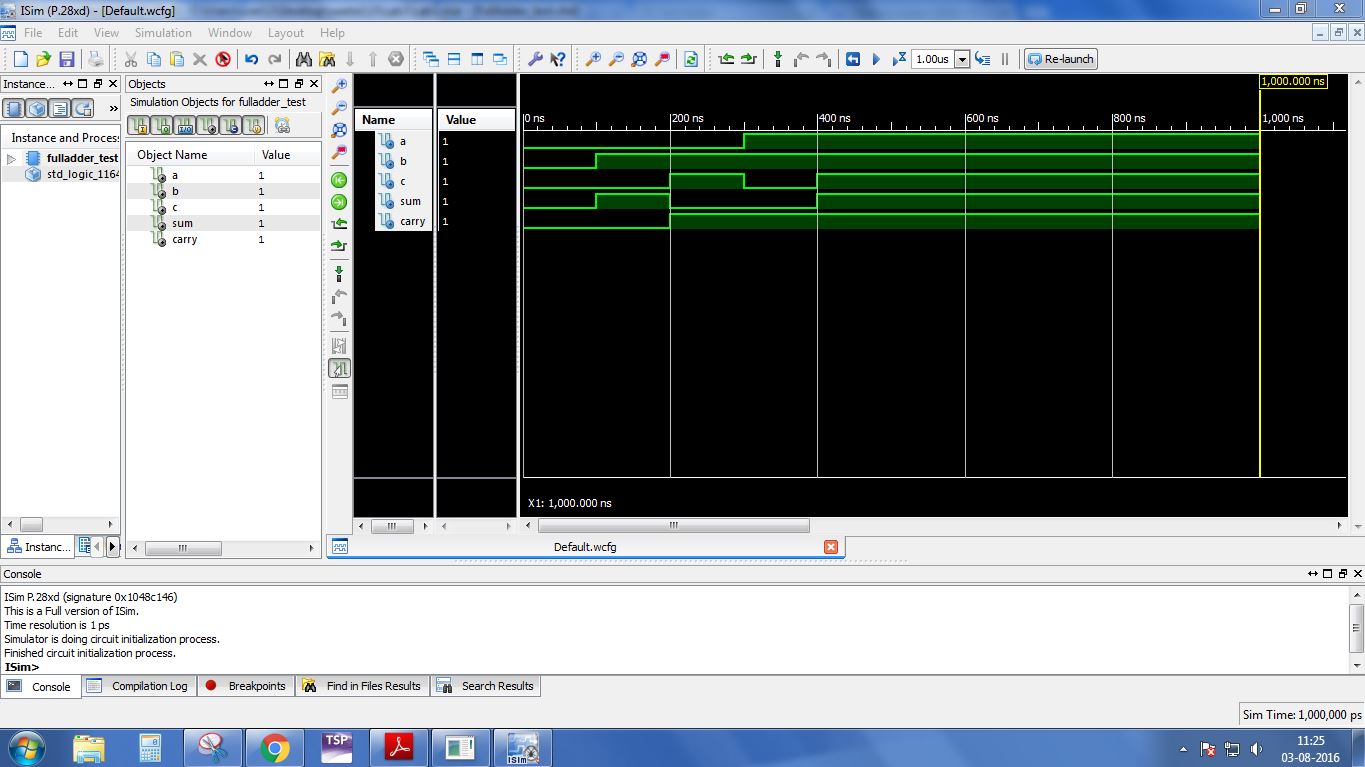 ISim (P.28xd) - [Default.wcfg]
File Edit View Simulation Window Layout Help
1.00us
Re-launch
Instance...
Objects
Simulation Objects for fulladder_test
Instance and Proces
fulladder_test
std_logic_1164
Object Name Value
a 1
b 1
c 1
sum 1
carry 1
Name Value
a 1
b 1
c 1
sum 1
carry 1
1,000.000 ns
0 ns 200 ns 400 ns 600 ns 800 ns 1,000 ns
X1: 1,000.000 ns
Instanc...
Default.wcfg
Console
ISim P.28xd (signature 0x1048c146)
This is a Full version of ISim.
Time resolution is 1 ps
Simulator is doing circuit initialization process.
Finished circuit initialization process.
ISim>
Console Compilation Log Breakpoints Find in Files Results Search Results
Sim Time: 1,000,000 ps
TSP
ISim
11:25
03-08-2016